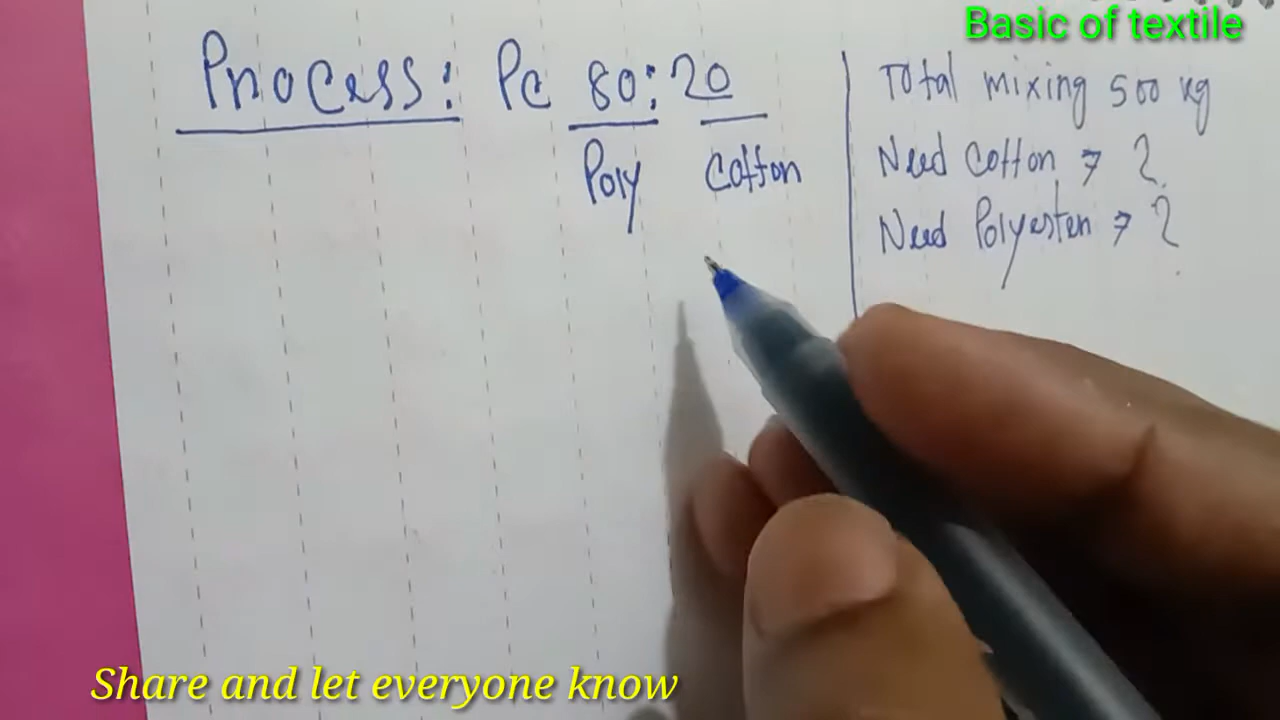 Basic of textile
Process: Pc 80:20
Poly Cotton
Total mixing 500 kg
Need Cotton → ?
Need Polyester → ?
Share and let everyone know